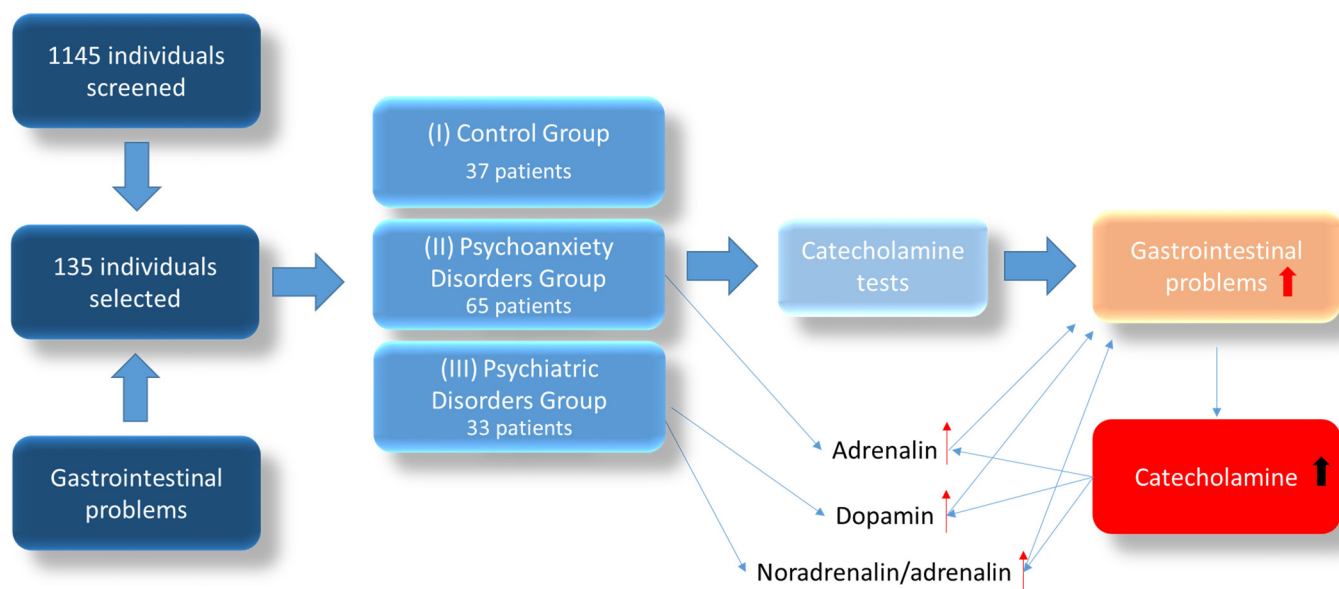 1145 individuals
screened
135 individuals
selected
Gastrointestinal
problems
(I) Control Group
37 patients
(II) Psychoanxiety
Disorders Group
65 patients
(III) Psychiatric
Disorders Group
33 patients
Catecholamine
tests
Gastrointestinal
problems
Adrenalin
Dopamin
Noradrenalin/adrenalin
Catecholamine